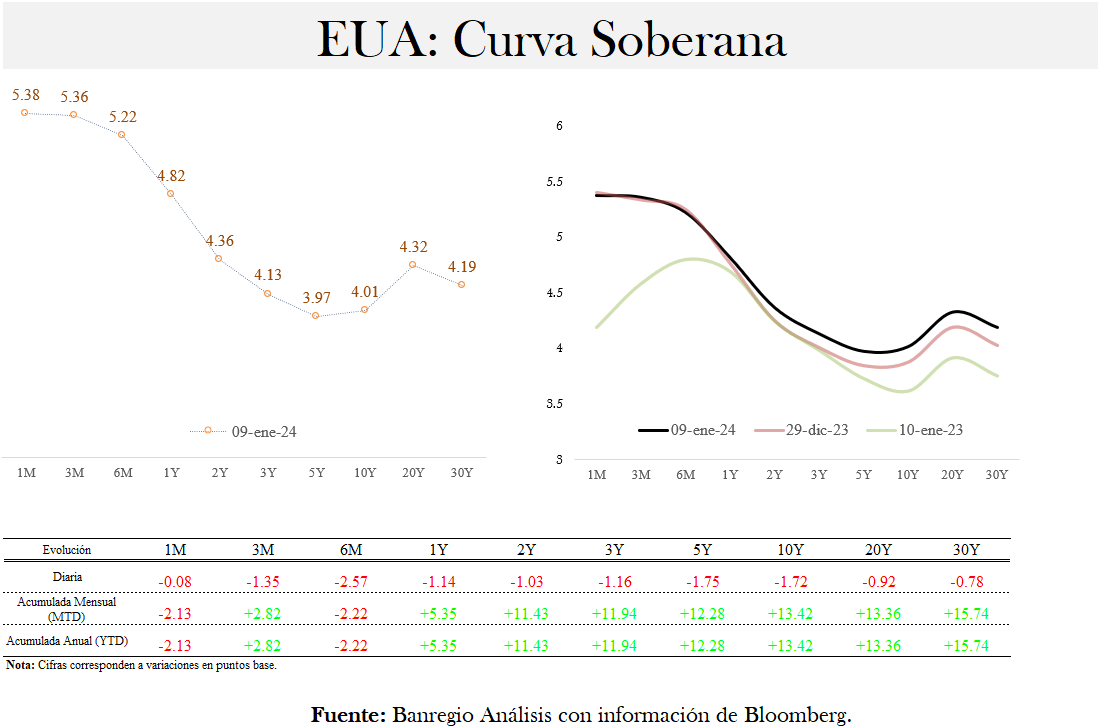 EUA: Curva Soberana
5.38
5.36
5.22
4.82
4.36
4.13
3.97
4.01
4.32
4.19
09-ene-24
1M 3M 6M 1Y 2Y 3Y 5Y 10Y 20Y 30Y
6
5.5
5
4.5
4
3.5
3
09-ene-24 29-dic-23 10-ene-23
1M 3M 6M 1Y 2Y 3Y 5Y 10Y 20Y 30Y
Evolución 1M 3M 6M 1Y 2Y 3Y 5Y 10Y 20Y 30Y
Diaria -0.08 -1.35 -2.57 -1.14 -1.03 -1.16 -1.75 -1.72 -0.92 -0.78
Acumulada Mensual
(MTD) -2.13 +2.82 -2.22 +5.35 +11.43 +11.94 +12.28 +13.42 +13.36 +15.74
Acumulada Anual (YTD) -2.13 +2.82 -2.22 +5.35 +11.43 +11.94 +12.28 +13.42 +13.36 +15.74
Nota: Cifras corresponden a variaciones en puntos base.
Fuente: Banregio Análisis con información de Bloomberg.